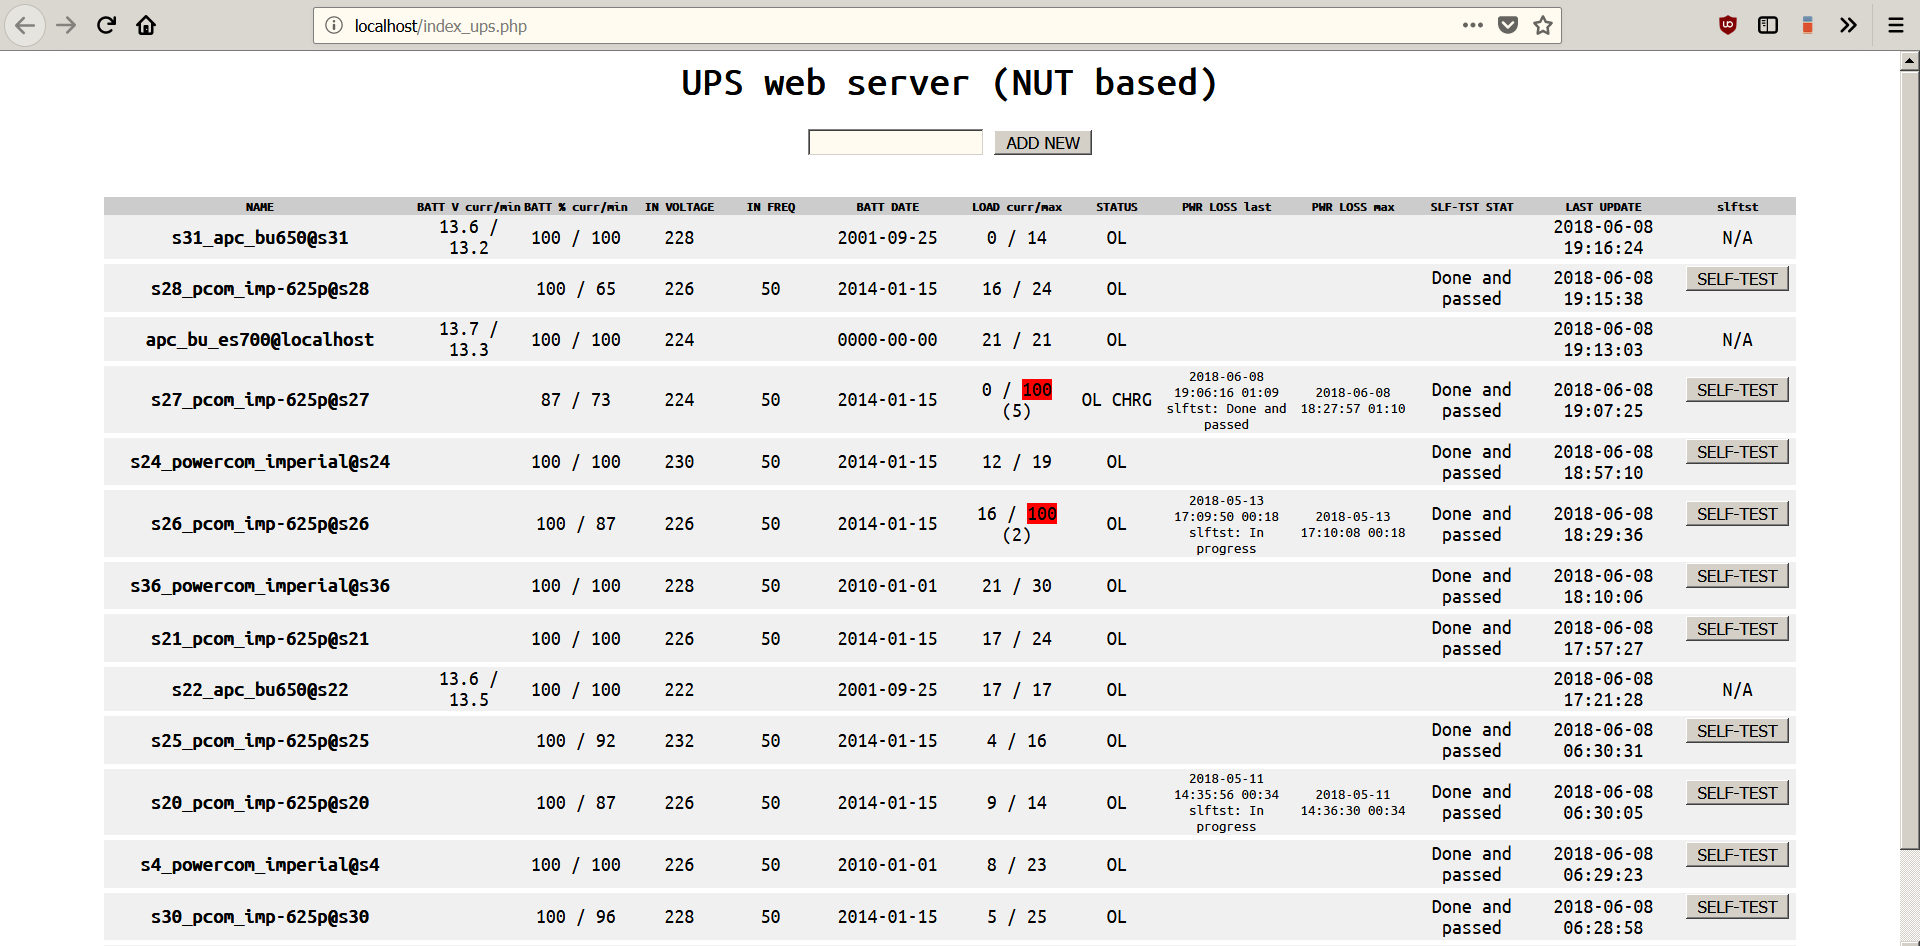 localhost/index_ups.php
UPS web server (NUT based)
ADD NEW
NAME BATT V curr/min BATT % curr/min IN VOLTAGE IN FREQ BATT DATE LOAD curr/max STATUS PWR LOSS last PWR LOSS max SLF-TST STAT LAST UPDATE slftst
s31_apc_bu650@s31 13.6 / 13.2 100 / 100 228 2001-09-25 0 / 14 OL 2018-06-08 19:16:24 N/A
s28_pcom_imp-625p@s28 100 / 65 226 50 2014-01-15 16 / 24 OL Done and passed 2018-06-08 19:15:38 SELF-TEST
apc_bu_es700@localhost 13.7 / 13.3 100 / 100 224 0000-00-00 21 / 21 OL 2018-06-08 19:13:03 N/A
s27_pcom_imp-625p@s27 87 / 73 224 50 2014-01-15 0 / 100 (5) OL CHRG 2018-06-08 19:06:16 01:09 slftst: Done and passed 2018-06-08 18:27:57 01:10 Done and passed 2018-06-08 19:07:25 SELF-TEST
s24_powercom_imperial@s24 100 / 100 230 50 2014-01-15 12 / 19 OL Done and passed 2018-06-08 18:57:10 SELF-TEST
s26_pcom_imp-625p@s26 100 / 87 226 50 2014-01-15 16 / 100 (2) OL 2018-05-13 17:09:50 00:18 slftst: In progress 2018-05-13 17:10:08 00:18 Done and passed 2018-06-08 18:29:36 SELF-TEST
s36_powercom_imperial@s36 100 / 100 228 50 2010-01-01 21 / 30 OL Done and passed 2018-06-08 18:10:06 SELF-TEST
s21_pcom_imp-625p@s21 100 / 100 226 50 2014-01-15 17 / 24 OL Done and passed 2018-06-08 17:57:27 SELF-TEST
s22_apc_bu650@s22 13.6 / 13.5 100 / 100 222 2001-09-25 17 / 17 OL 2018-06-08 17:21:28 N/A
s25_pcom_imp-625p@s25 100 / 92 232 50 2014-01-15 4 / 16 OL Done and passed 2018-06-08 06:30:31 SELF-TEST
s20_pcom_imp-625p@s20 100 / 87 226 50 2014-01-15 9 / 14 OL 2018-05-11 14:35:56 00:34 slftst: In progress 2018-05-11 14:36:30 00:34 Done and passed 2018-06-08 06:30:05 SELF-TEST
s4_powercom_imperial@s4 100 / 100 226 50 2010-01-01 8 / 23 OL Done and passed 2018-06-08 06:29:23 SELF-TEST
s30_pcom_imp-625p@s30 100 / 96 228 50 2014-01-15 5 / 25 OL Done and passed 2018-06-08 06:28:58 SELF-TEST